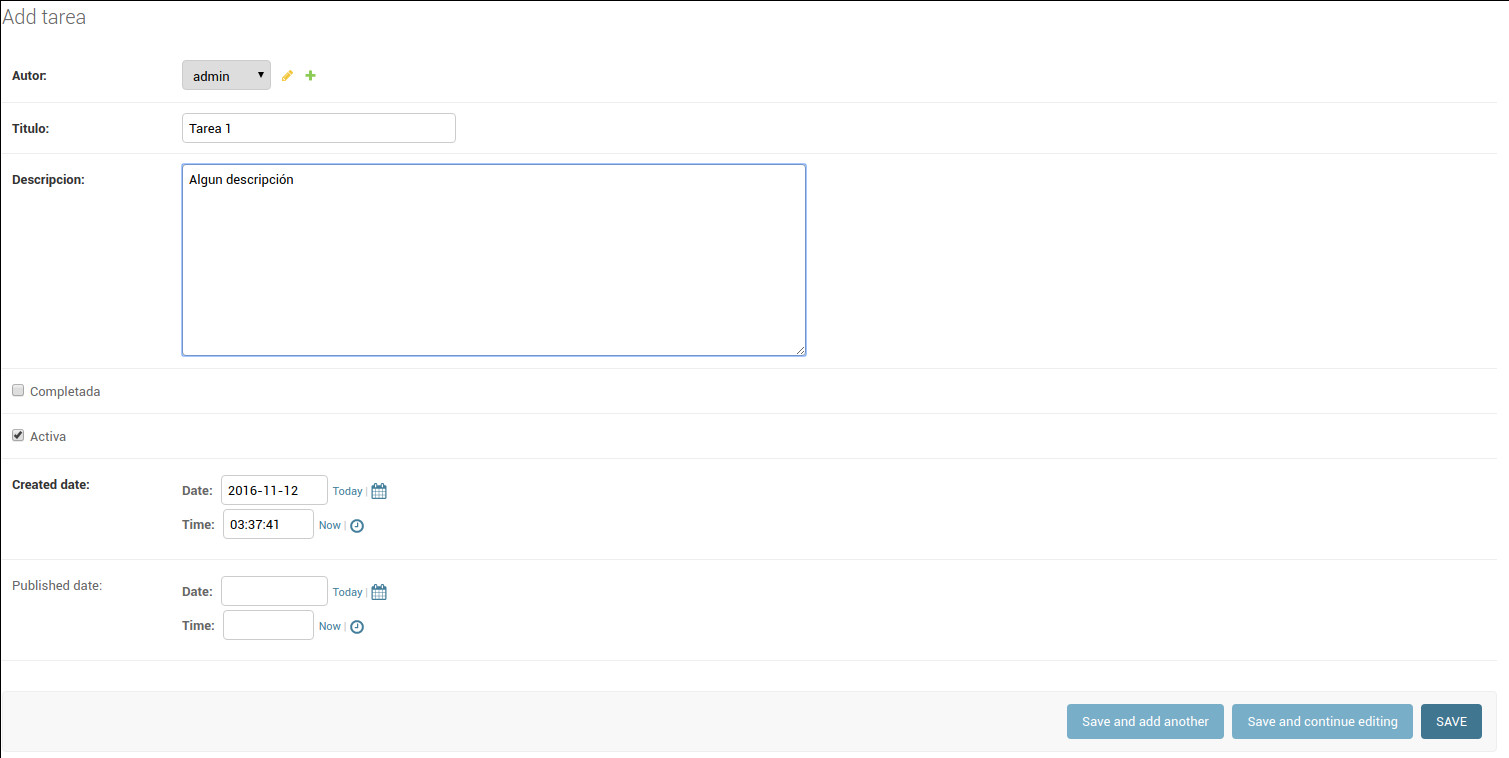 Add tarea
Autor: admin
Titulo: Tarea 1
Descripcion: Algun descripción
Completada
Activa
Created date: Date: 2016-11-12 Today |
Time: 03:37:41 Now |
Published date: Date: Today |
Time: Now |
Save and add another Save and continue editing SAVE